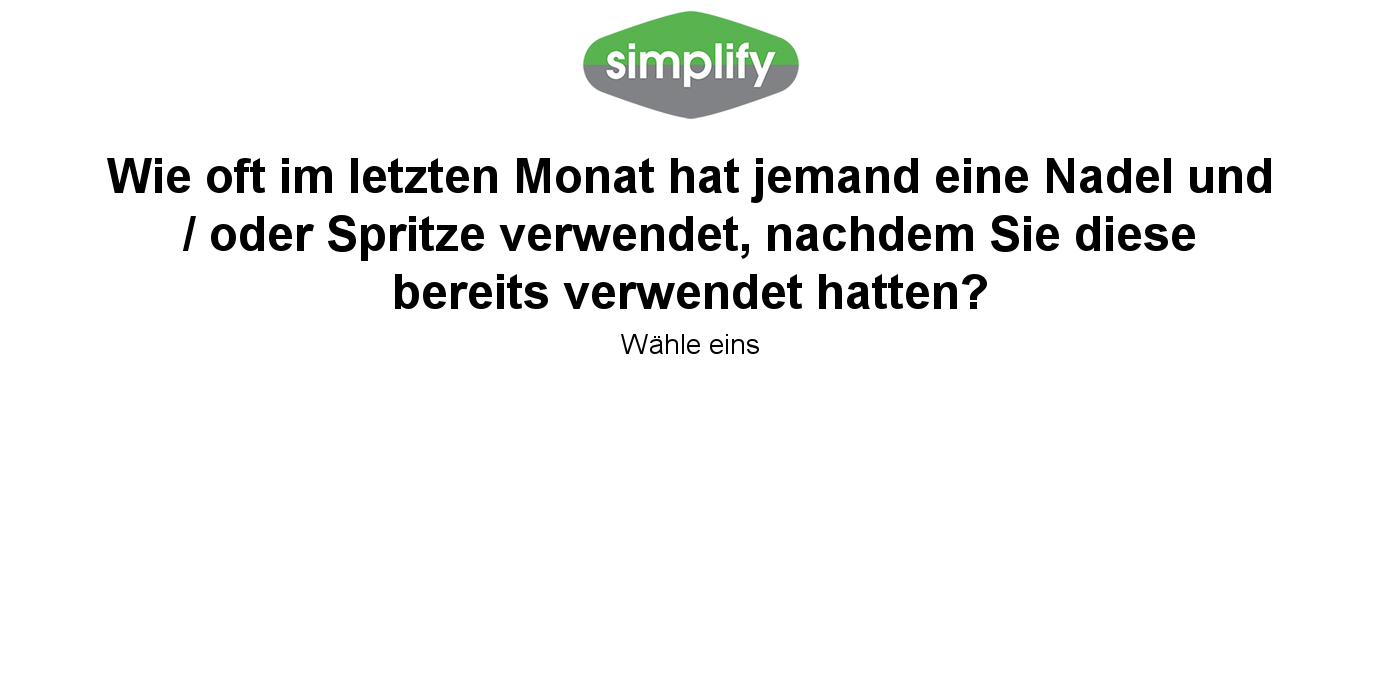 simplify
Wie oft im letzten Monat hat jemand eine Nadel und
/ oder Spritze verwendet, nachdem Sie diese
bereits verwendet hatten?
Wähle eins